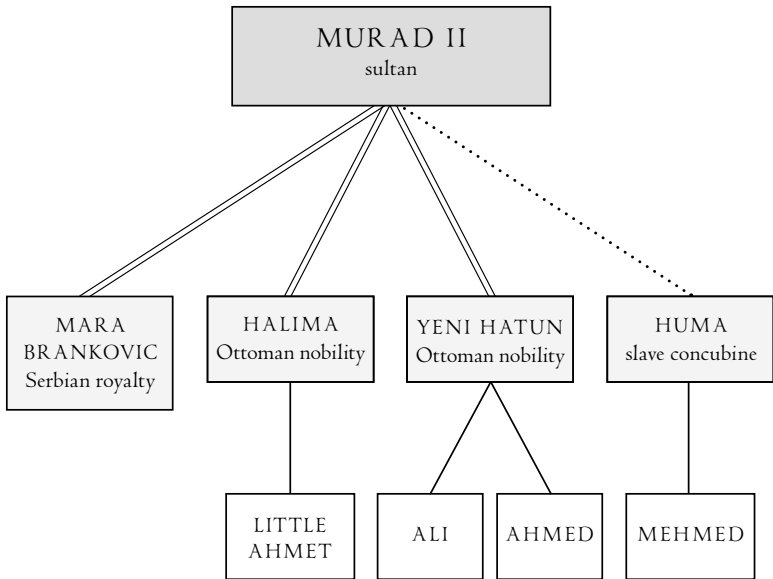 MURAD II
sultan
MARA
BRANKOVIC
Serbian royalty
HALIMA
Ottoman nobility
YENI HATUN
Ottoman nobility
HUMA
slave concubine
LITTLE
AHMET
ALI
AHMED
MEHMED